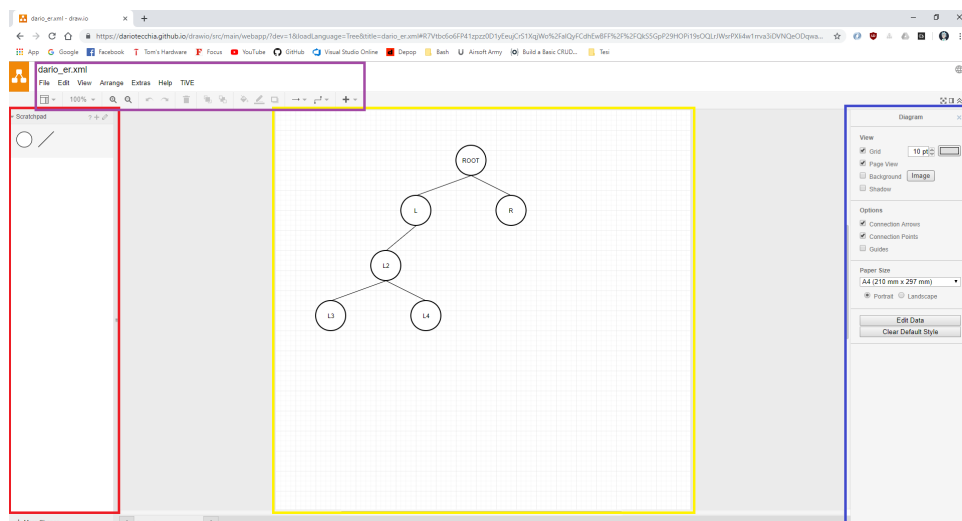 dario_er.xml - draw.io
https://dariotecchia.github.io/drawio/src/main/webapp/?dev=1&loadLanguage=Tree&title=dario_er.xml
App Google Facebook Tom's Hardware Focus YouTube GitHub Visual Studio Online Depop Bash Airsoft Army Build a Basic CRUD... Tesi
dario_er.xml
File Edit View Arrange Extras Help TiVE
100%
Scratchpad
Diagram
View
Grid 10 pt
Page View
Background Image
Shadow
Options
Connection Arrows
Connection Points
Guides
Paper Size
A4 (210 mm x 297 mm)
Portrait Landscape
Edit Data
Clear Default Style
ROOT
L R
L2
L3 L4